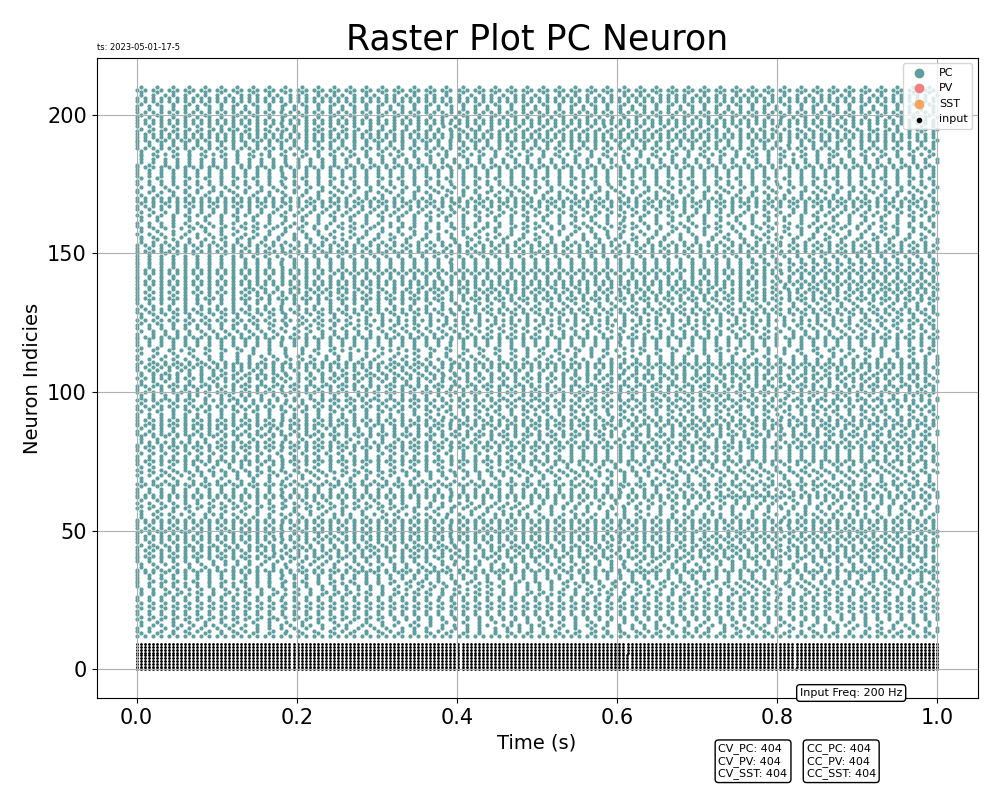 Raster Plot PC Neuron
ts: 2023-05-01-17-5
PC
PV
SST
input
200
150
100
50
0
Neuron Indicies
Input Freq: 200 Hz
0.0 0.2 0.4 0.6 0.8 1.0
Time (s)
CV_PC: 404
CV_PV: 404
CV_SST: 404
CC_PC: 404
CC_PV: 404
CC_SST: 404